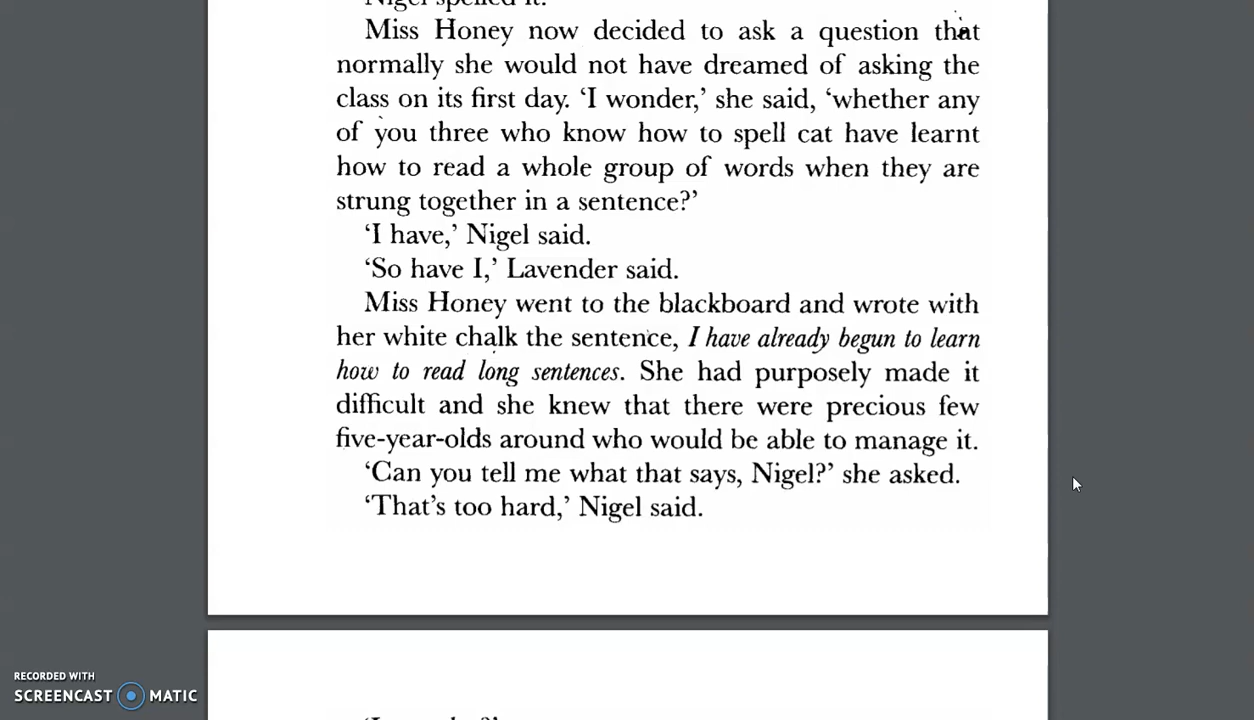 Nigel spelled it.
Miss Honey now decided to ask a question that
normally she would not have dreamed of asking the
class on its first day. ‘I wonder,’ she said, ‘whether any
of you three who know how to spell cat have learnt
how to read a whole group of words when they are
strung together in a sentence?’
‘I have,’ Nigel said.
‘So have I,’ Lavender said.
Miss Honey went to the blackboard and wrote with
her white chalk the sentence, I have already begun to learn
how to read long sentences. She had purposely made it
difficult and she knew that there were precious few
five-year-olds around who would be able to manage it.
‘Can you tell me what that says, Nigel?’ she asked.
‘That’s too hard,’ Nigel said.
RECORDED WITH
SCREENCAST MATIC